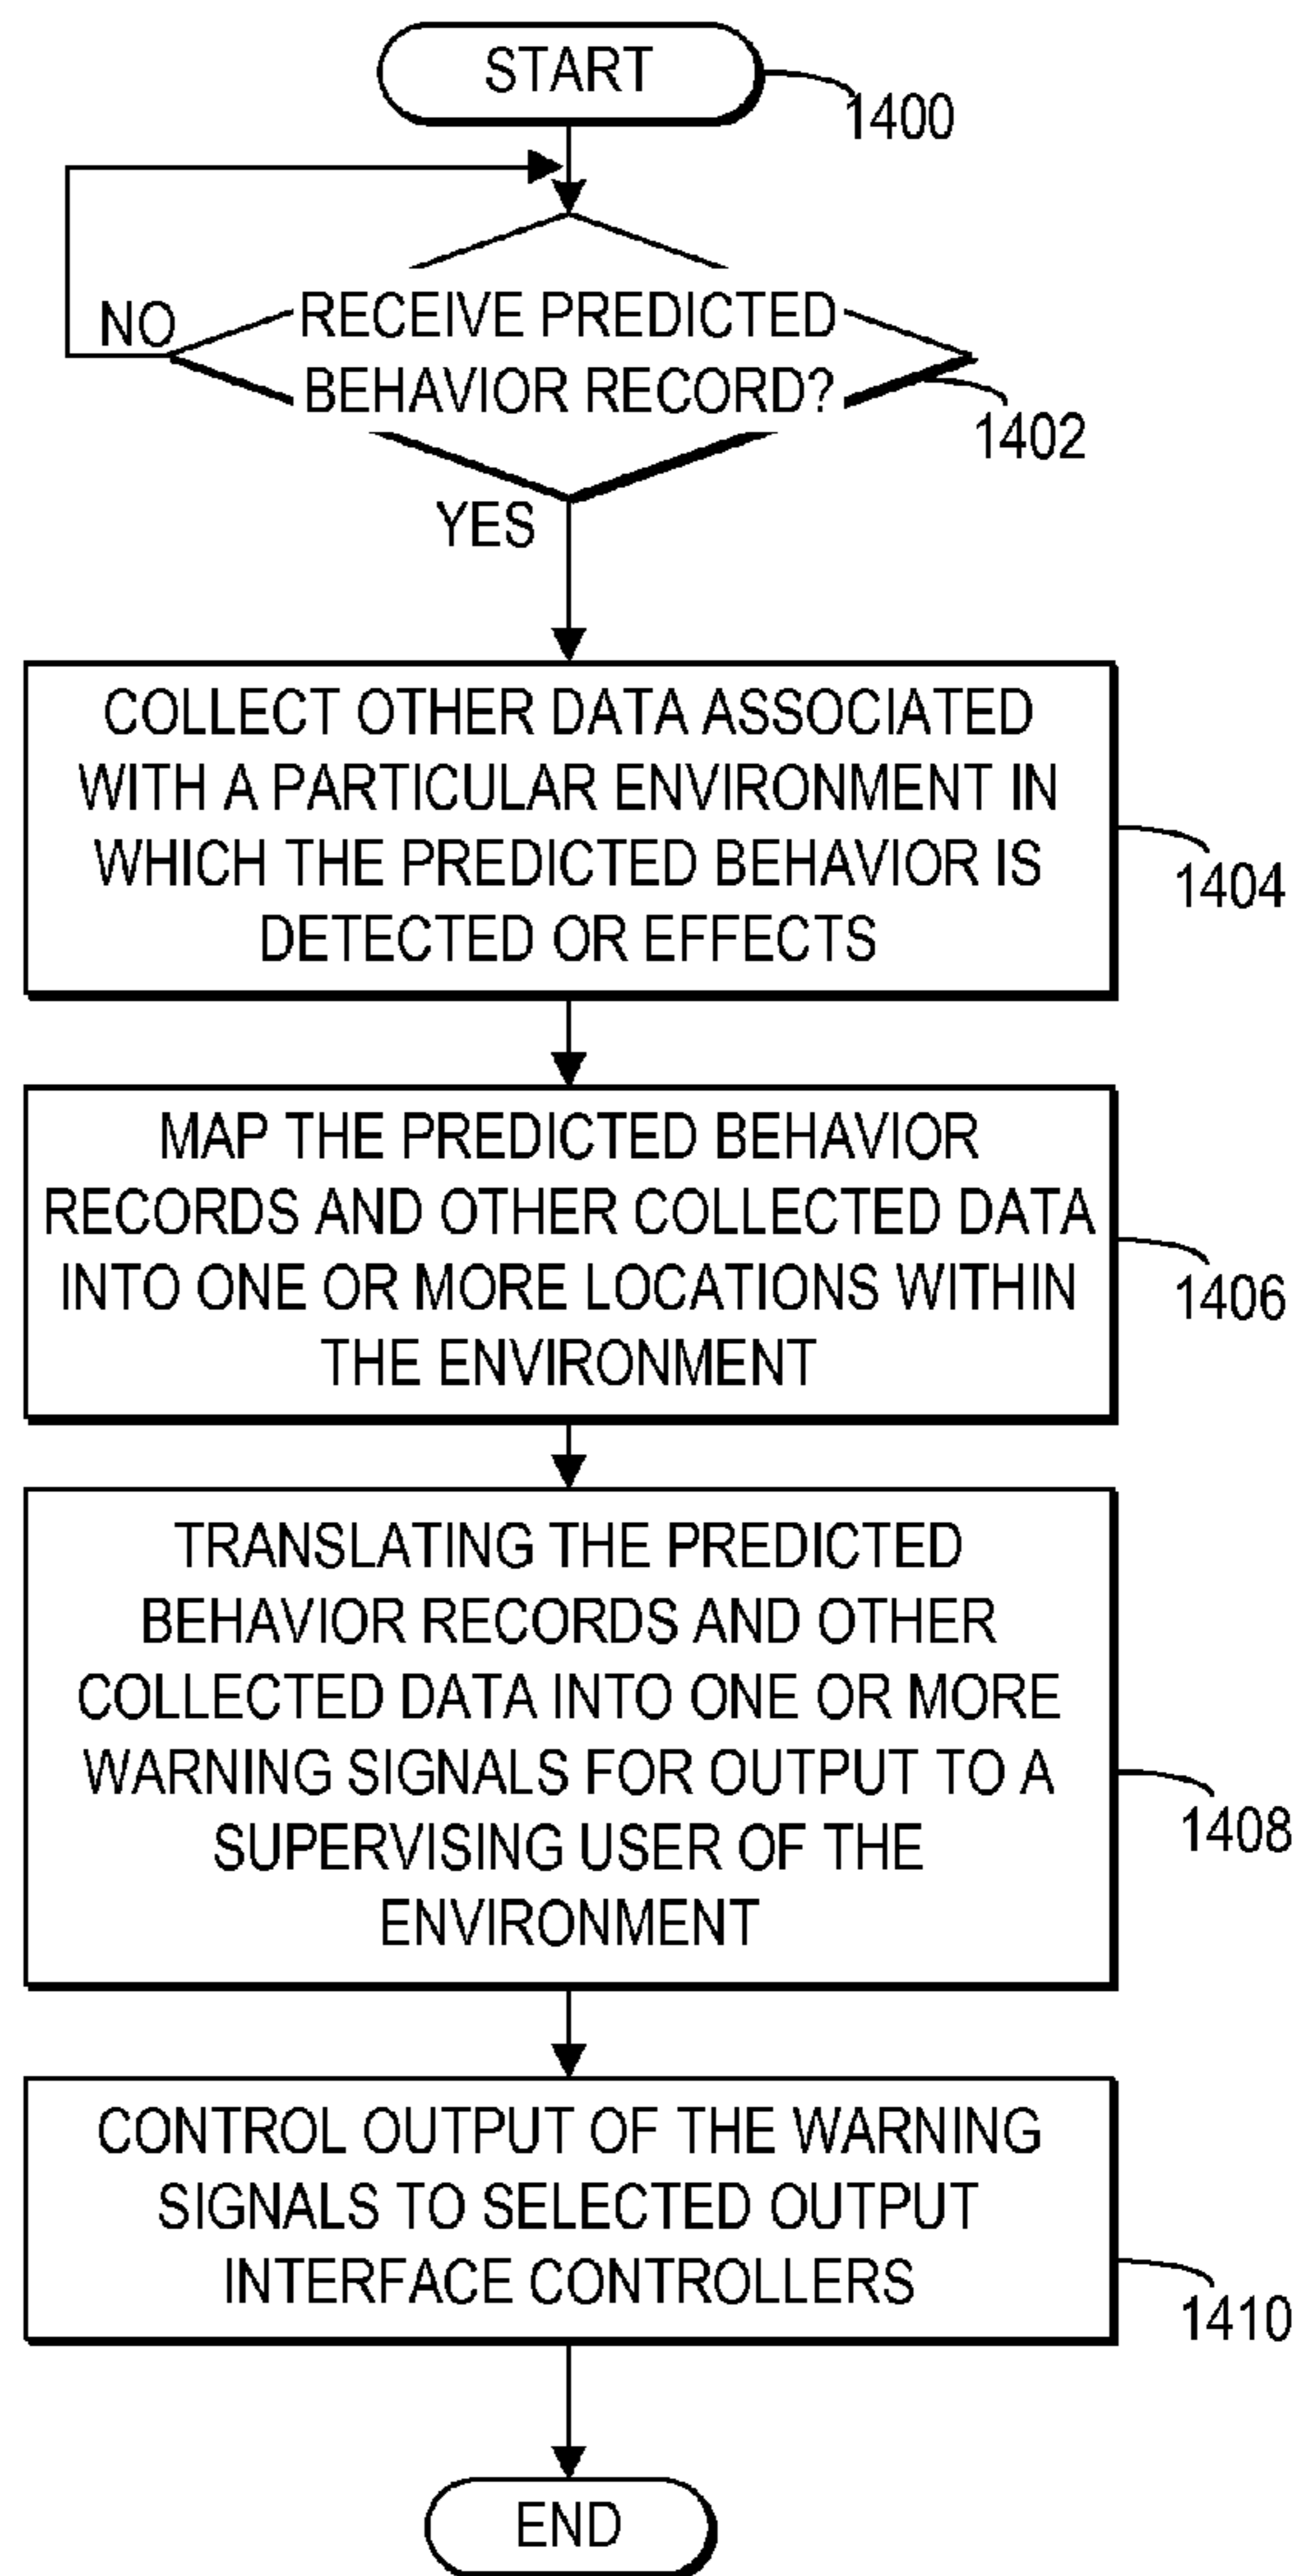 START
1400
NO
RECEIVE PREDICTED
BEHAVIOR RECORD?
1402
YES
COLLECT OTHER DATA ASSOCIATED
WITH A PARTICULAR ENVIRONMENT IN
WHICH THE PREDICTED BEHAVIOR IS
DETECTED OR EFFECTS
1404
MAP THE PREDICTED BEHAVIOR
RECORDS AND OTHER COLLECTED DATA
INTO ONE OR MORE LOCATIONS WITHIN
THE ENVIRONMENT
1406
TRANSLATING THE PREDICTED
BEHAVIOR RECORDS AND OTHER
COLLECTED DATA INTO ONE OR MORE
WARNING SIGNALS FOR OUTPUT TO A
SUPERVISING USER OF THE
ENVIRONMENT
1408
CONTROL OUTPUT OF THE WARNING
SIGNALS TO SELECTED OUTPUT
INTERFACE CONTROLLERS
1410
END